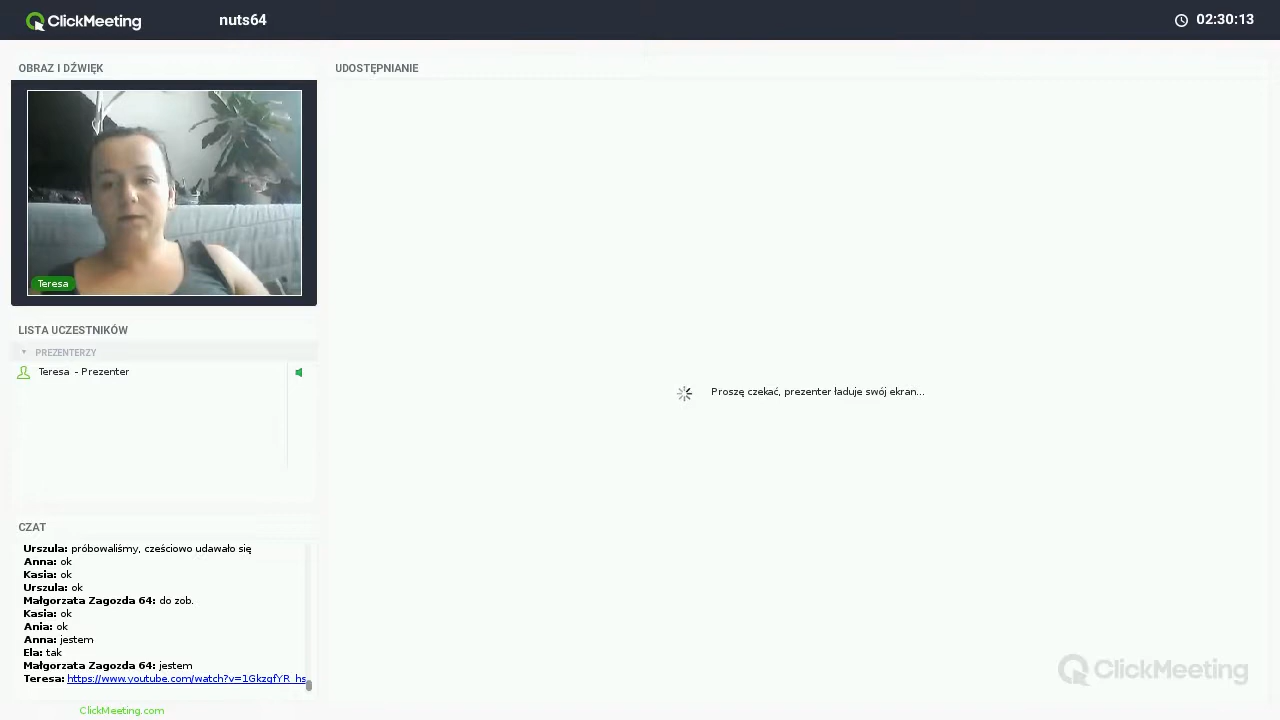 ClickMeeting
nuts64
02:30:13
OBRAZ I DŹWIĘK
Teresa
LISTA UCZESTNIKÓW
PREZENTERZY
Teresa - Prezenter
CZAT
Urszula: próbowaliśmy, cześciowo udawało się
Anna: ok
Kasia: ok
Urszula: ok
Małgorzata Zagozda 64: do zob.
Kasia: ok
Ania: ok
Anna: jestem
Ela: tak
Małgorzata Zagozda 64: jestem
Teresa: https://www.youtube.com/watch?v=1GkzgfYR_hs
ClickMeeting.com
UDOSTĘPNIANIE
Proszę czekać, prezenter ładuje swój ekran...
ClickMeeting